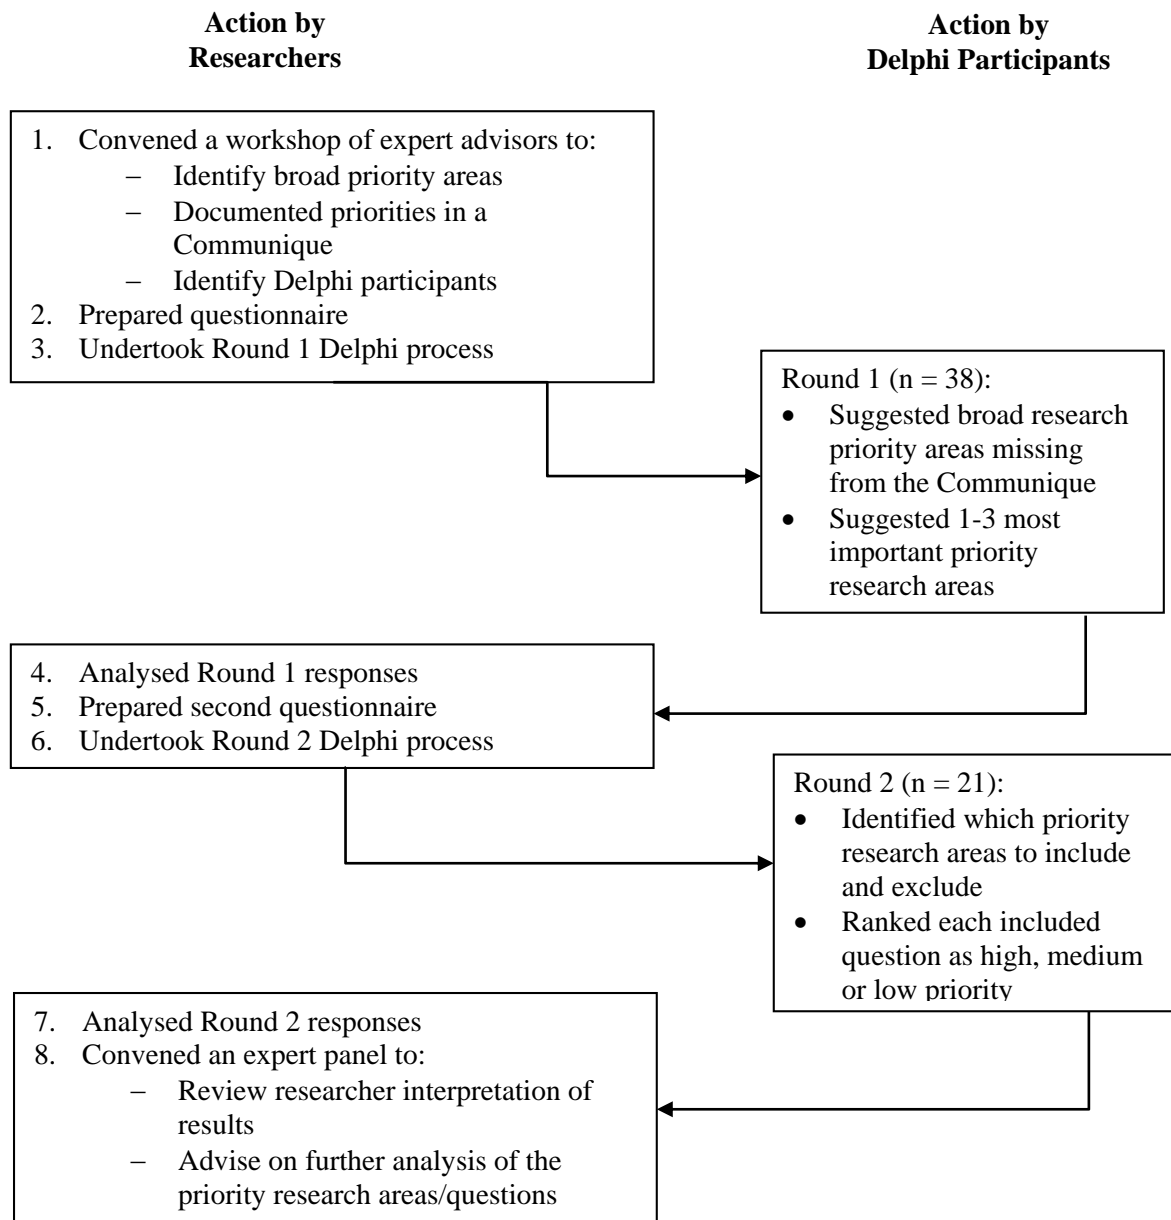 Action by
Researchers
Action by
Delphi Participants
1. Convened a workshop of expert advisors to:
– Identify broad priority areas
– Documented priorities in a
Communique
– Identify Delphi participants
2. Prepared questionnaire
3. Undertook Round 1 Delphi process
Round 1 (n = 38):
• Suggested broad research
priority areas missing
from the Communique
• Suggested 1-3 most
important priority
research areas
4. Analysed Round 1 responses
5. Prepared second questionnaire
6. Undertook Round 2 Delphi process
Round 2 (n = 21):
• Identified which priority
research areas to include
and exclude
• Ranked each included
question as high, medium
or low priority
7. Analysed Round 2 responses
8. Convened an expert panel to:
– Review researcher interpretation of
results
– Advise on further analysis of the
priority research areas/questions